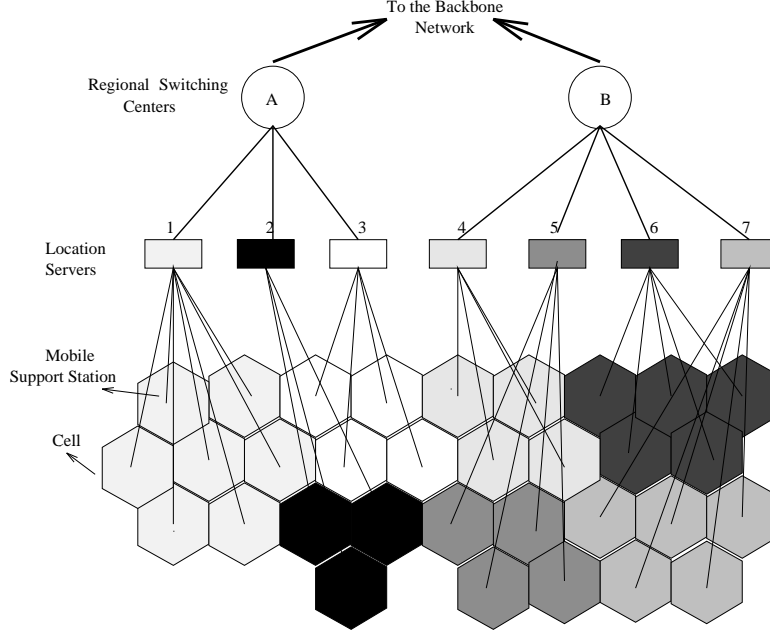 To the Backbone
Network
Regional Switching
Centers
A
B
1
2
3
4
5
6
7
Location
Servers
Mobile
Support Station
Cell